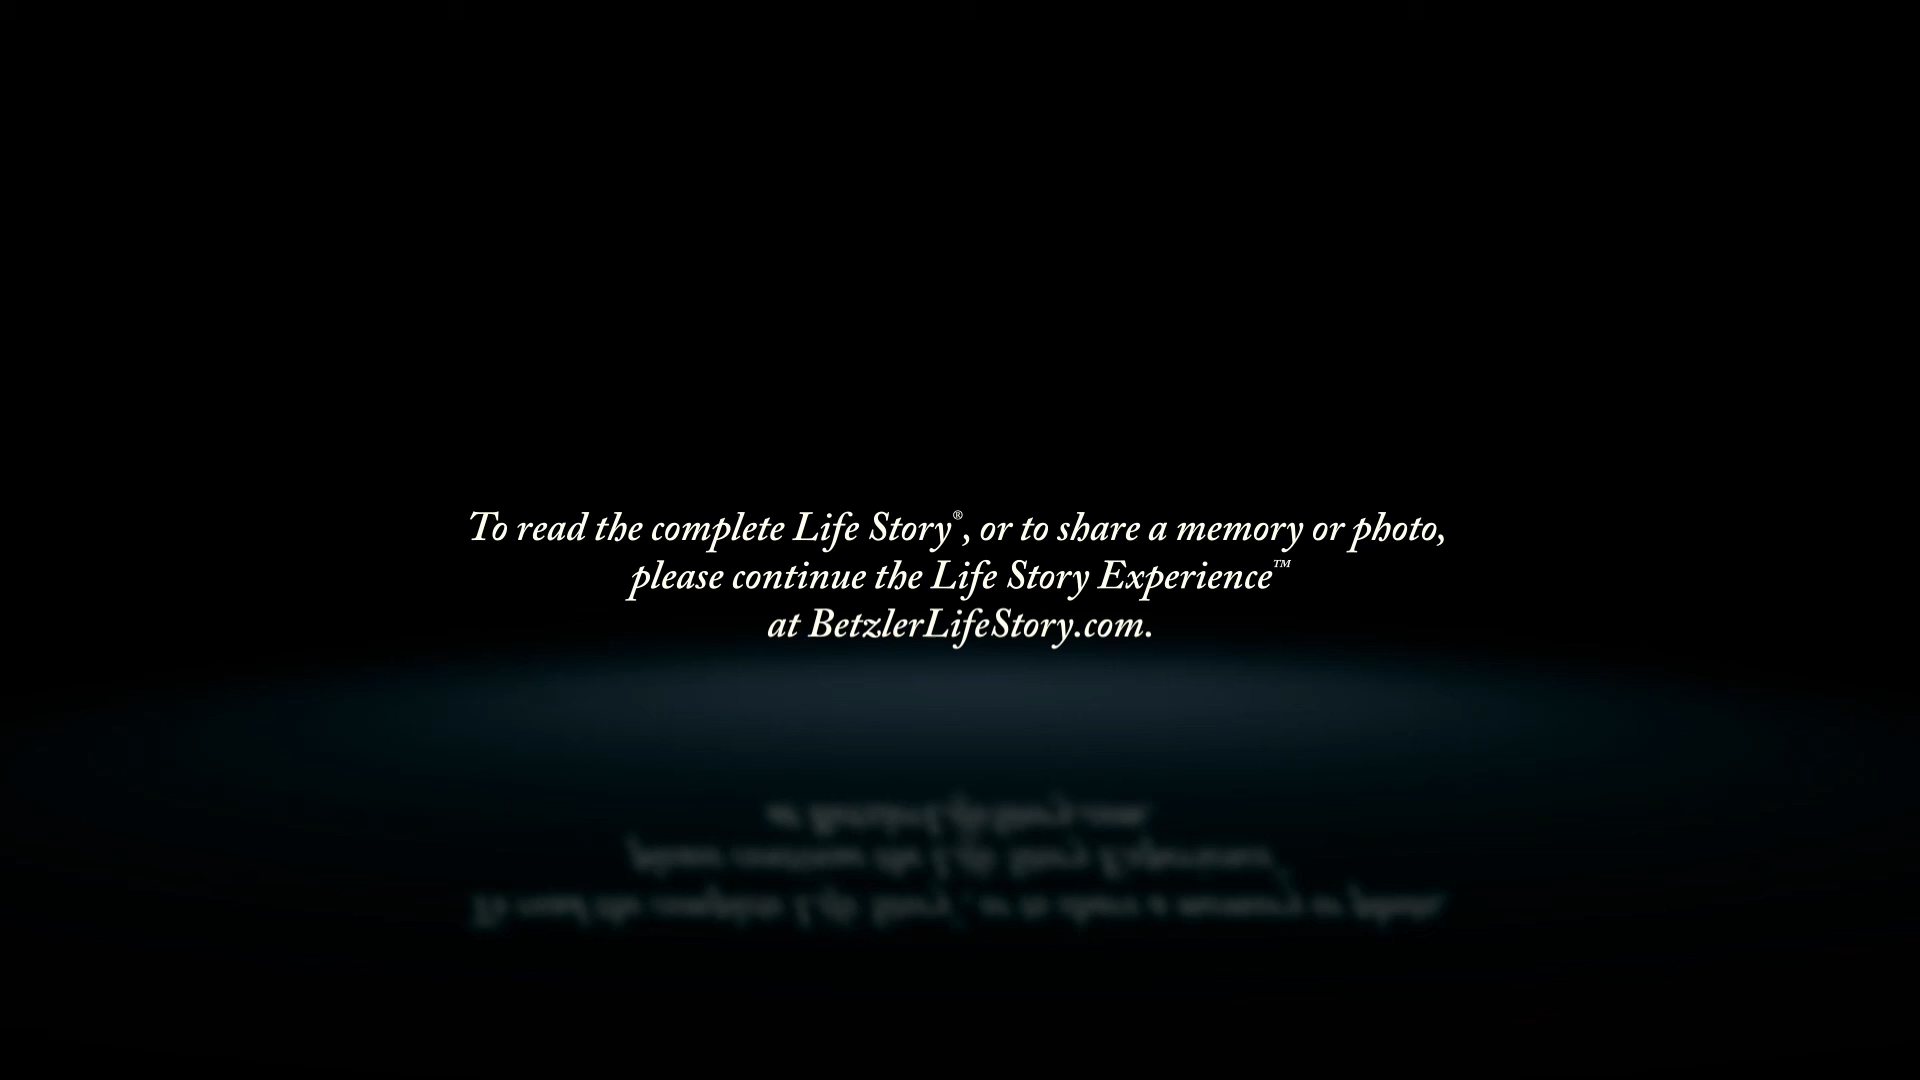 To read the complete Life Story®, or to share a memory or photo,
please continue the Life Story Experience™
at BetzlerLifeStory.com.